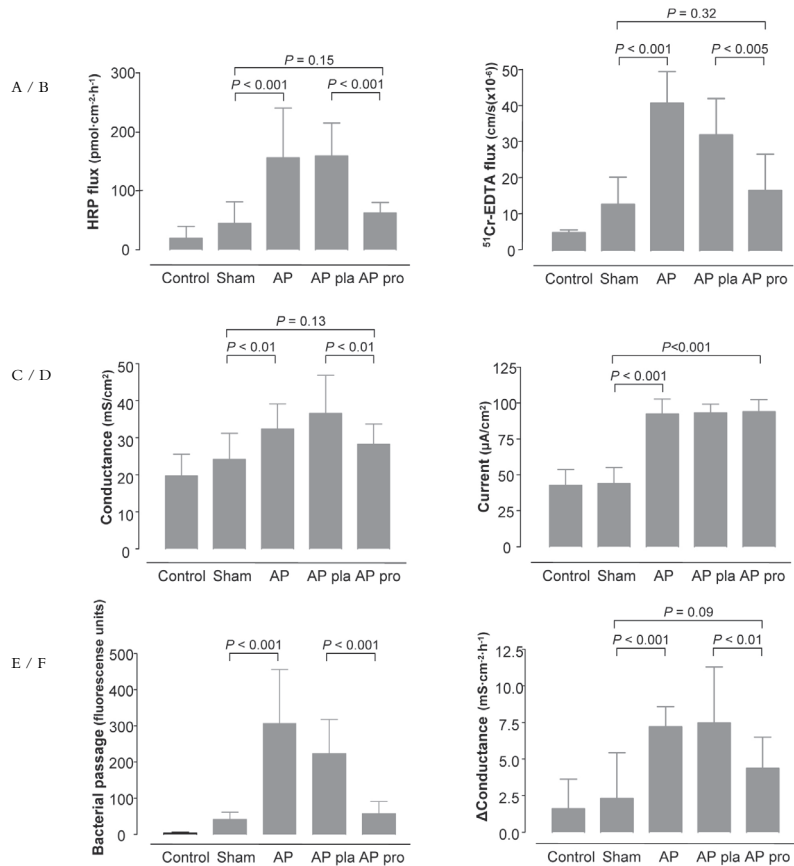 A / B
HRP flux (pmol·cm-2·h-1)
300
200
100
0
P = 0.15
P < 0.001
P < 0.001
Control Sham AP AP pla AP pro
51Cr-EDTA flux (cm/s(x10-6)
50
40
30
20
10
0
P = 0.32
P < 0.001
P < 0.005
Control Sham AP AP pla AP pro
C / D
Conductance (mS/cm2)
50
40
30
20
10
0
P = 0.13
P < 0.01
P < 0.01
Control Sham AP AP pla AP pro
Current (µA/cm2)
125
100
75
50
25
0
P<0.001
P < 0.001
Control Sham AP AP pla AP pro
E / F
Bacterial passage (fluorescense units)
500
400
300
200
100
0
P < 0.001
P < 0.001
Control Sham AP AP pla AP pro
ΔConductance (mS·cm-2·h-1)
12.5
10.0
7.5
5.0
2.5
0.0
P = 0.09
P < 0.001
P < 0.01
Control Sham AP AP pla AP pro